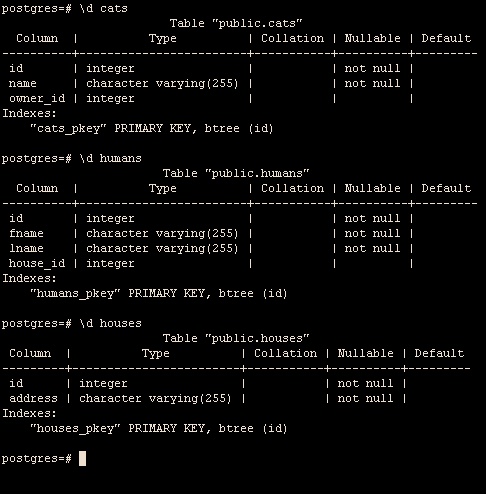 postgres=# \d cats
                         Table "public.cats"
  Column  |          Type          | Collation | Nullable | Default
----------+------------------------+-----------+----------+---------
 id       | integer                |           | not null |
 name     | character varying(255) |           | not null |
 owner_id | integer                |           |          |
Indexes:
    "cats_pkey" PRIMARY KEY, btree (id)
postgres=# \d humans
                        Table "public.humans"
  Column  |          Type          | Collation | Nullable | Default
----------+------------------------+-----------+----------+---------
 id       | integer                |           | not null |
 fname    | character varying(255) |           | not null |
 lname    | character varying(255) |           | not null |
 house_id | integer                |           |          |
Indexes:
    "humans_pkey" PRIMARY KEY, btree (id)
postgres=# \d houses
                        Table "public.houses"
 Column  |          Type          | Collation | Nullable | Default
---------+------------------------+-----------+----------+---------
 id      | integer                |           | not null |
 address | character varying(255) |           | not null |
Indexes:
    "houses_pkey" PRIMARY KEY, btree (id)
postgres=#